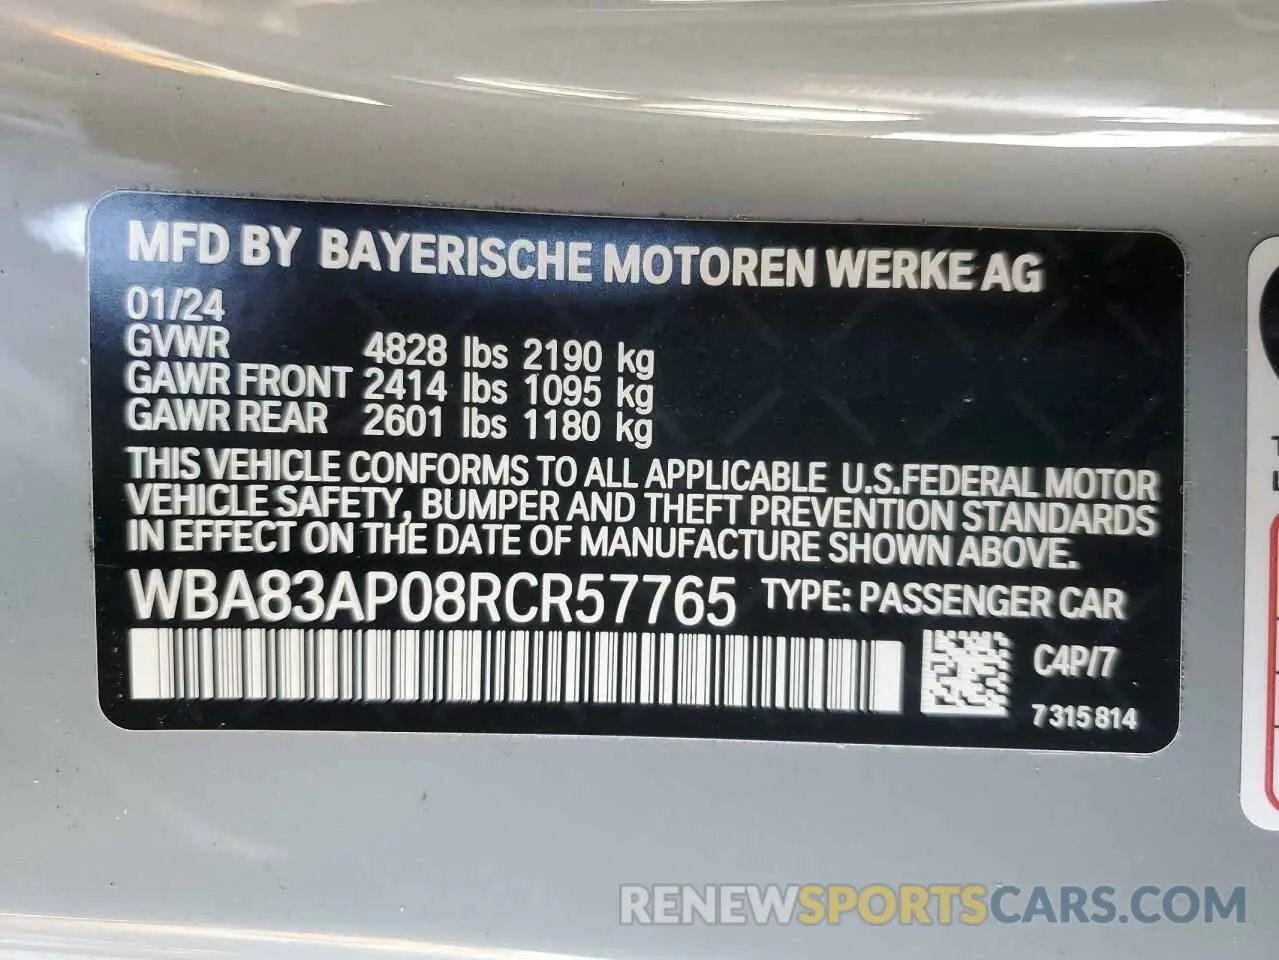 MFD BY BAYERISCHE MOTOREN WERKE AG
01/24
GVWR 4828 lbs 2190 kg
GAWR FRONT 2414 lbs 1095 kg
GAWR REAR 2601 lbs 1180 kg
THIS VEHICLE CONFORMS TO ALL APPLICABLE U.S.FEDERAL MOTOR
VEHICLE SAFETY, BUMPER AND THEFT PREVENTION STANDARDS
IN EFFECT ON THE DATE OF MANUFACTURE SHOWN ABOVE.
WBA83AP08RCR57765 TYPE: PASSENGER CAR
C4P/7
7315814
RENEWSPORTSCARS.COM